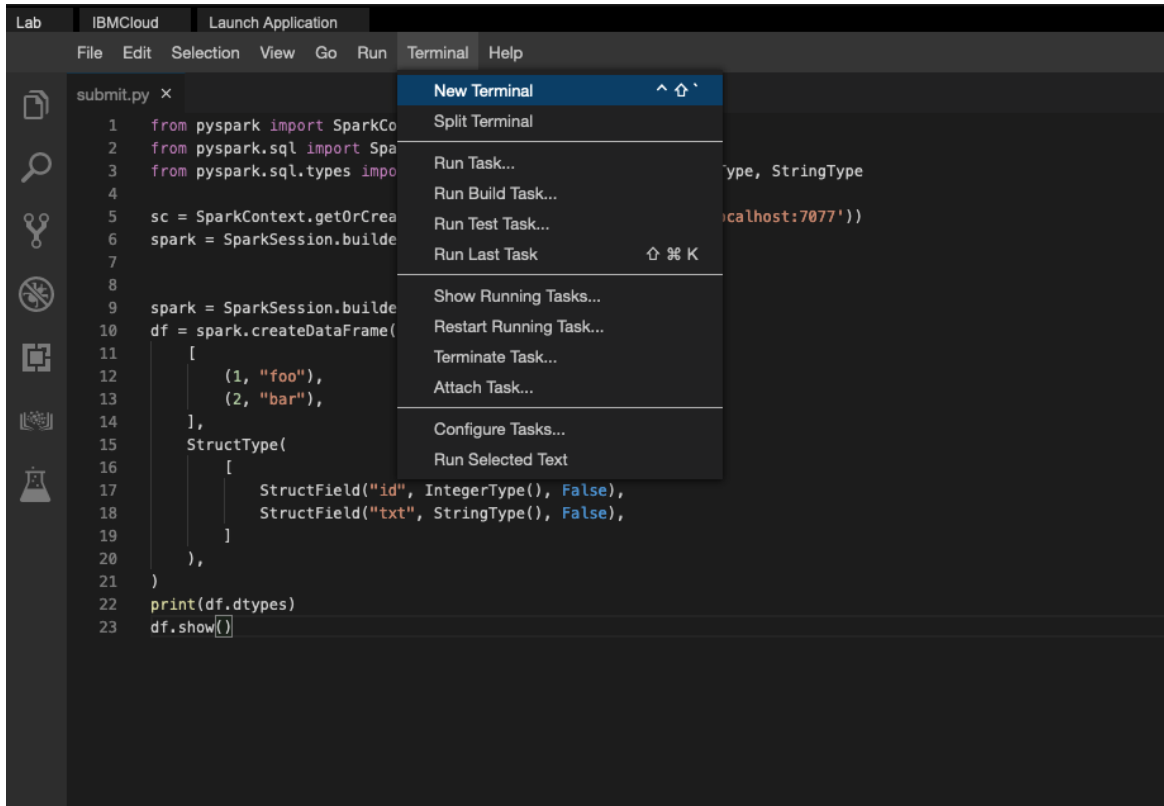 Lab IBMCloud Launch Application
File Edit Selection View Go Run Terminal Help
submit.py ×
New Terminal ^ ⇧ `
Split Terminal
Run Task...
Run Build Task...
Run Test Task...
Run Last Task ⇧ ⌘ K
Show Running Tasks...
Restart Running Task...
Terminate Task...
Attach Task...
Configure Tasks...
Run Selected Text
1 from pyspark import SparkCo
2 from pyspark.sql import Spa
3 from pyspark.sql.types impo ype, StringType
4
5 sc = SparkContext.getOrCrea calhost:7077'))
6 spark = SparkSession.builde
7
8
9 spark = SparkSession.builde
10 df = spark.createDataFrame(
11 [
12 (1, "foo"),
13 (2, "bar"),
14 ],
15 StructType(
16 [
17 StructField("id", IntegerType(), False),
18 StructField("txt", StringType(), False),
19 ]
20 ),
21 )
22 print(df.dtypes)
23 df.show()